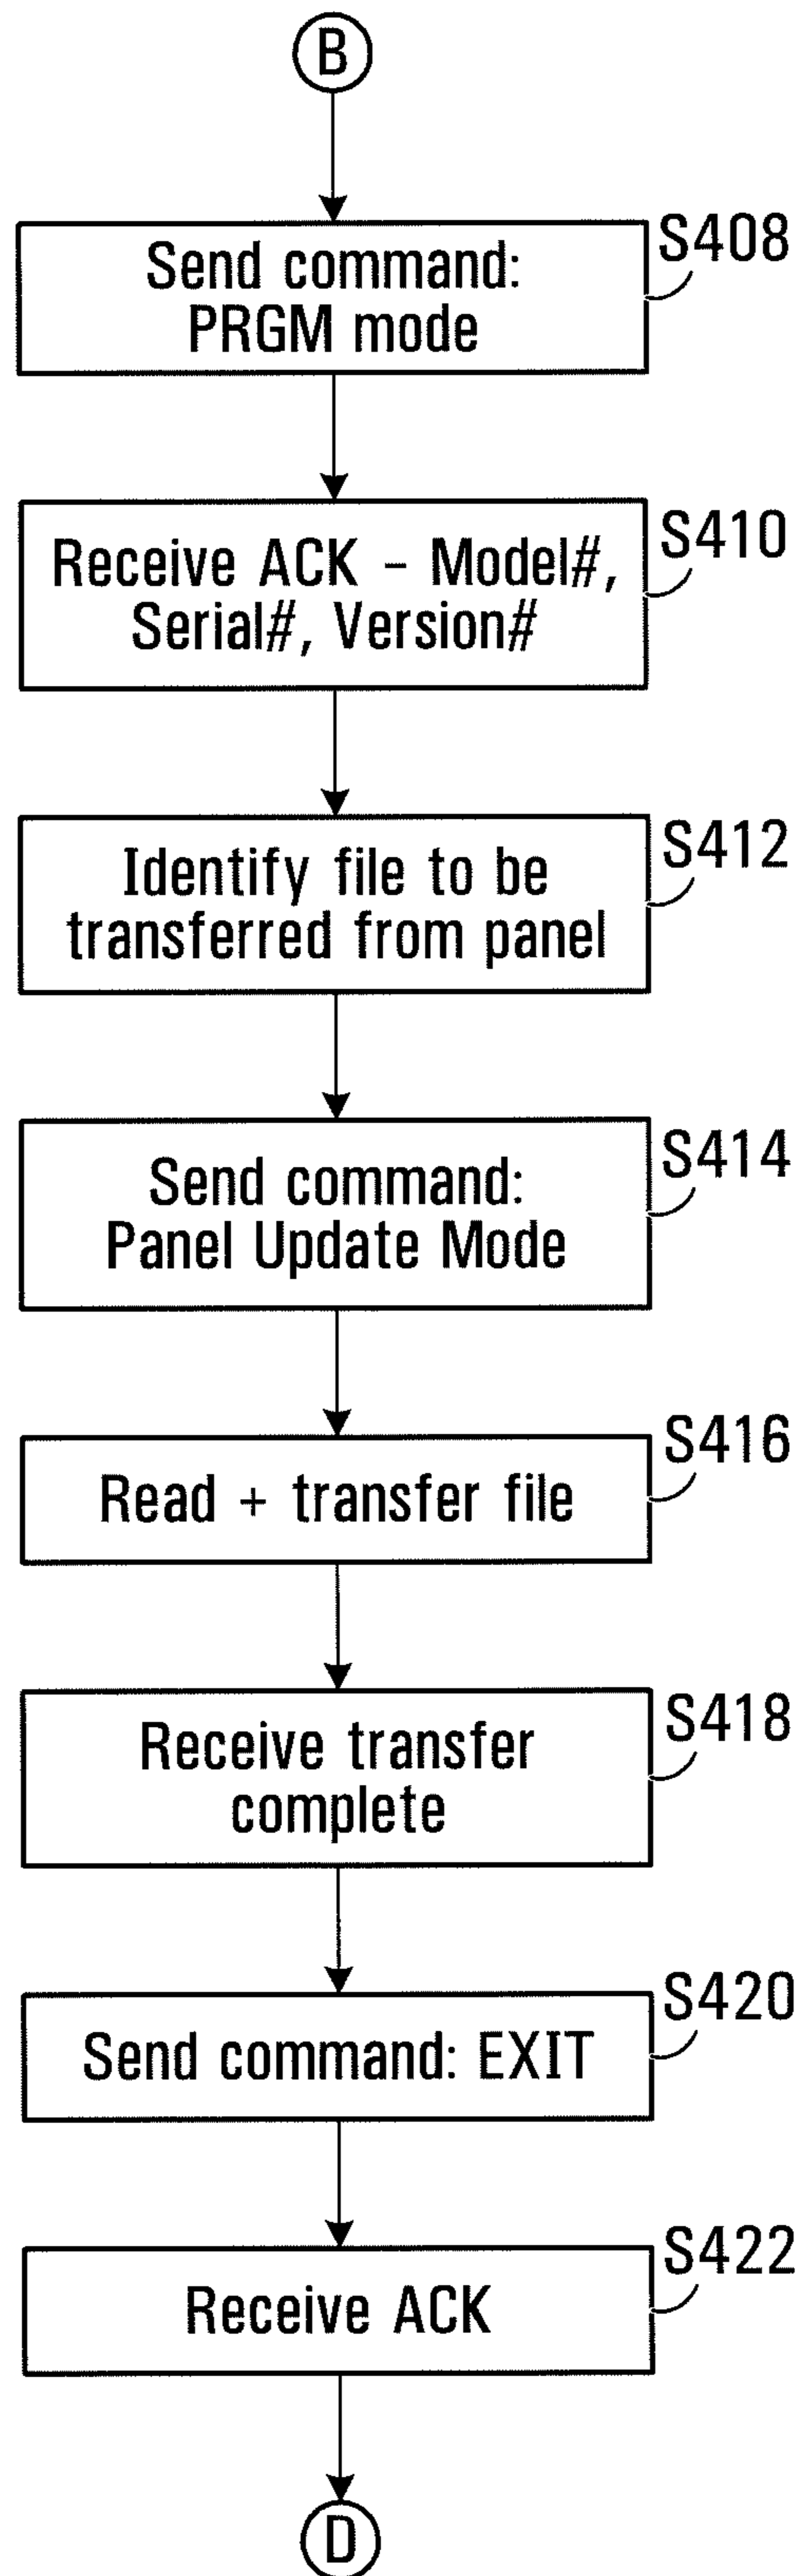 B
S408
Send command:
PRGM mode
S410
Receive ACK - Model#,
Serial#, Version#
S412
Identify file to be
transferred from panel
S414
Send command:
Panel Update Mode
S416
Read + transfer file
S418
Receive transfer
complete
S420
Send command: EXIT
S422
Receive ACK
D